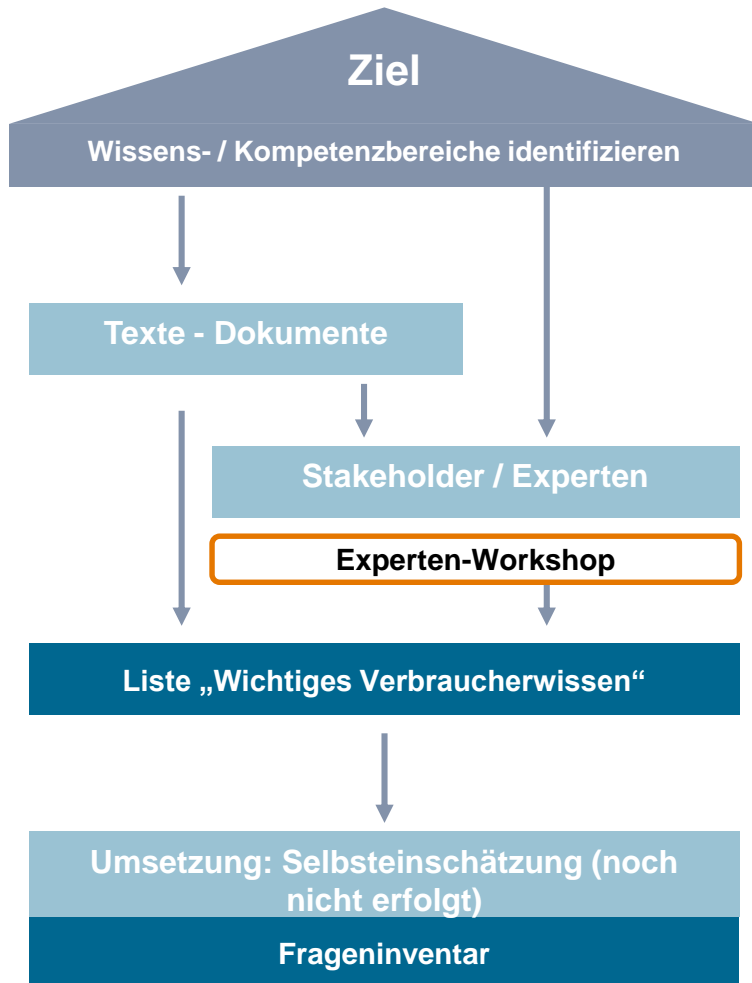 Ziel
Wissens- / Kompetenzbereiche identifizieren
Texte - Dokumente
Stakeholder / Experten
Experten-Workshop
Liste „Wichtiges Verbraucherwissen“
Umsetzung: Selbsteinschätzung (noch
nicht erfolgt)
Frageninventar